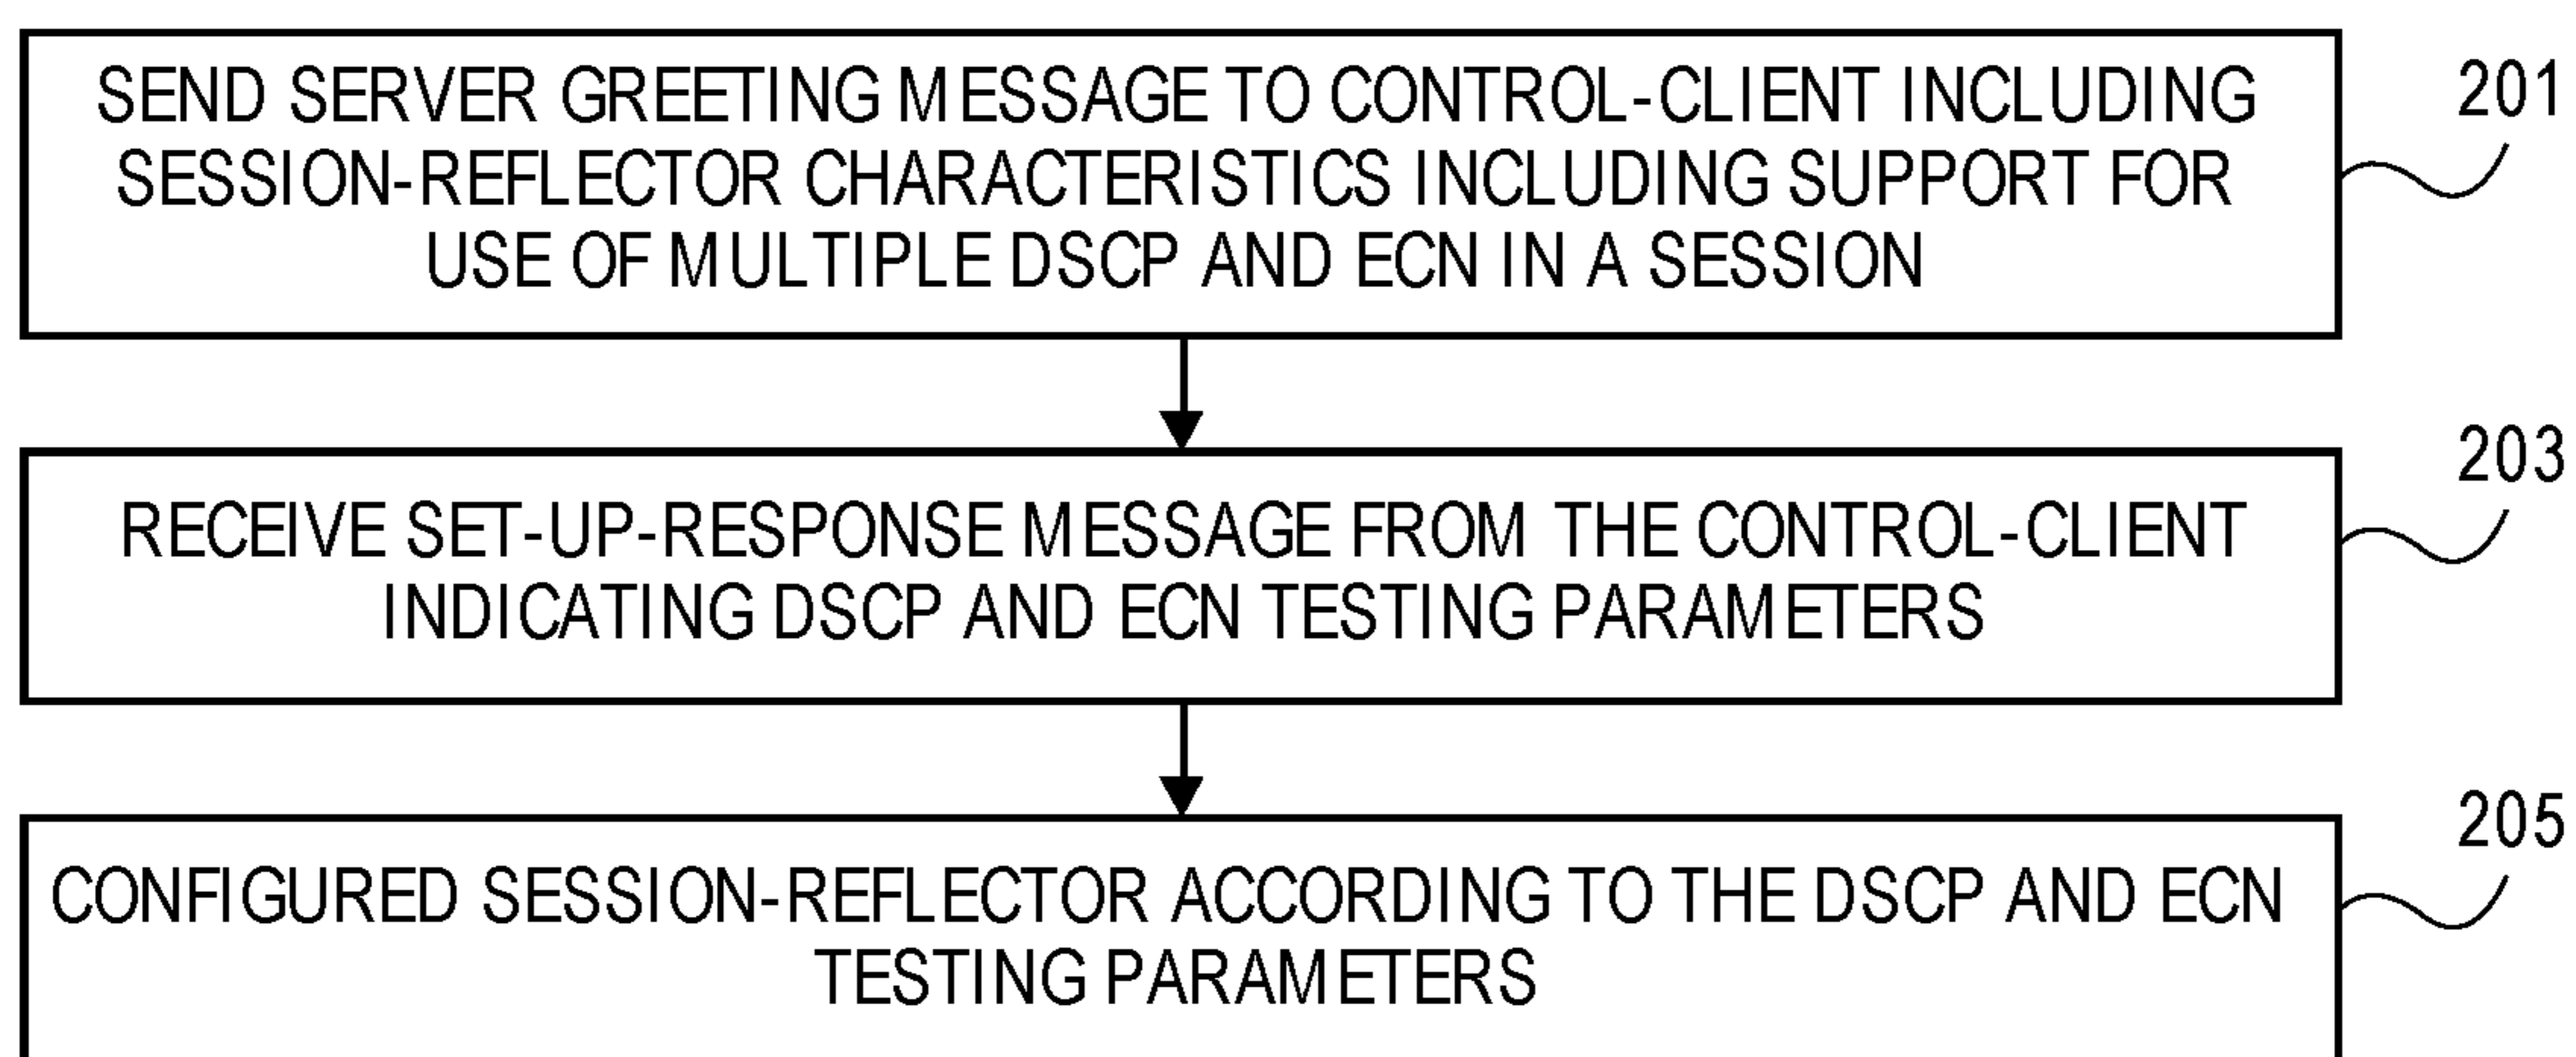 SEND SERVER GREETING MESSAGE TO CONTROL-CLIENT INCLUDING
SESSION-REFLECTOR CHARACTERISTICS INCLUDING SUPPORT FOR
USE OF MULTIPLE DSCP AND ECN IN A SESSION
201
RECEIVE SET-UP-RESPONSE MESSAGE FROM THE CONTROL-CLIENT
INDICATING DSCP AND ECN TESTING PARAMETERS
203
CONFIGURED SESSION-REFLECTOR ACCORDING TO THE DSCP AND ECN
TESTING PARAMETERS
205